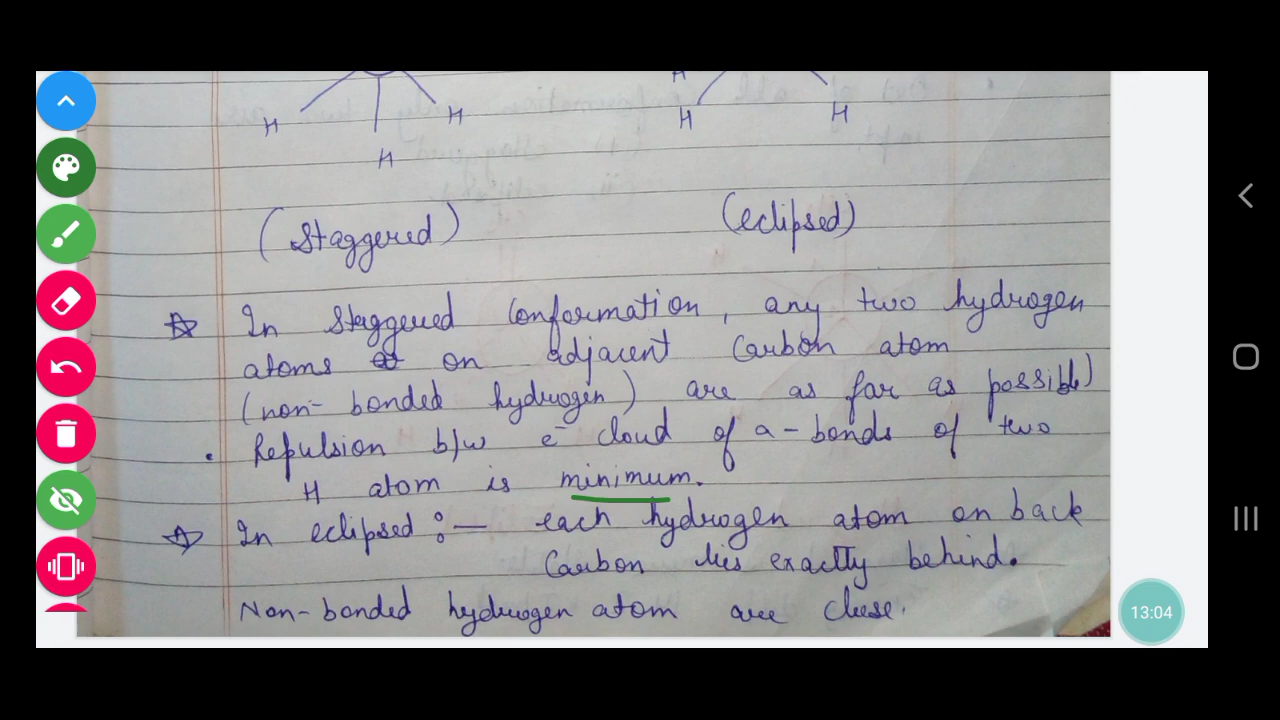 H H H H
H
H
(Staggered) (eclipsed)
In Staggered Conformation, any two hydrogen
atoms on adjacent Carbon atom
(non-bonded hydrogen) are as far as possible)
. Repulsion b/w e⁻ cloud of a-bonds of two
H atom is minimum.
In eclipsed :— each hydrogen atom on back
Carbon lies exactly behind.
Non-bonded hydrogen atom are close.
13:04